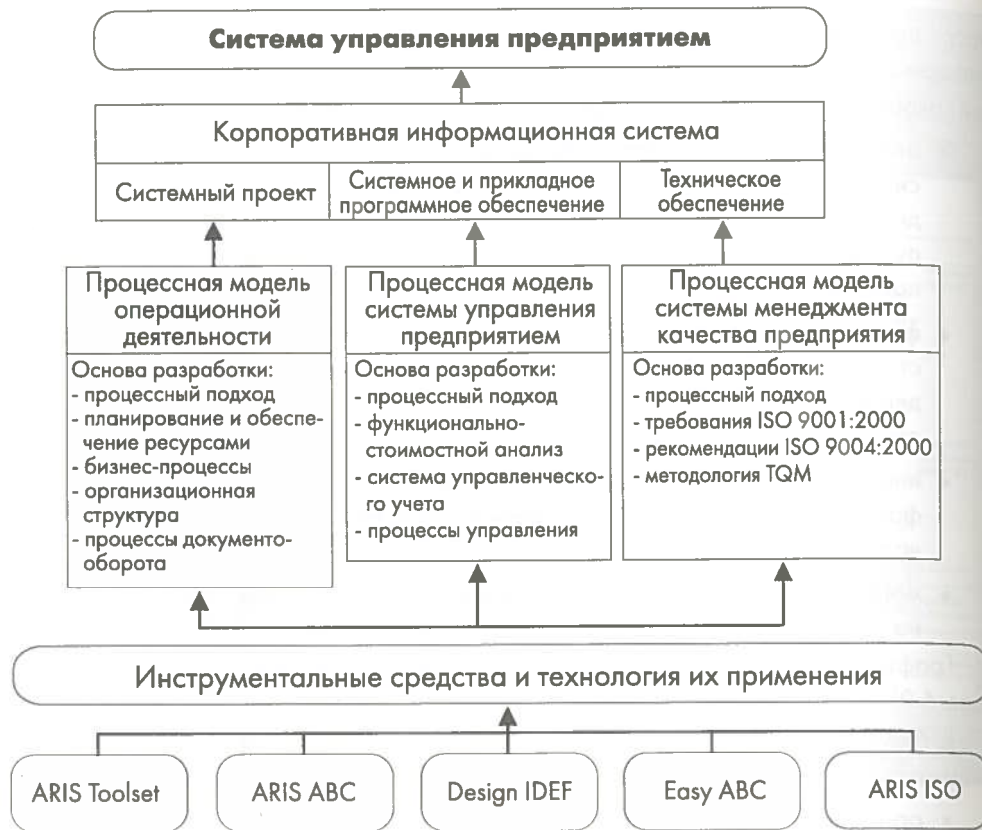 Система управления предприятием
Корпоративная информационная система
Системный проект
Системное и прикладное
программное обеспечение
Техническое
обеспечение
Процессная модель
операционной
деятельности
Основа разработки:
- процессный подход
- планирование и обеспе-
чение ресурсами
- бизнес-процессы
- организационная
структура
- процессы документо-
оборота
Процессная модель
системы управления
предприятием
Основа разработки:
- процессный подход
- функционально-
стоимостной анализ
- система управленческо-
го учета
- процессы управления
Процессная модель
системы менеджмента
качества предприятия
Основа разработки:
- процессный подход
- требования ISO 9001:2000
- рекомендации ISO 9004:2000
- методология TQM
Инструментальные средства и технология их применения
ARIS Toolset
ARIS ABC
Design IDEF
Easy ABC
ARIS ISO